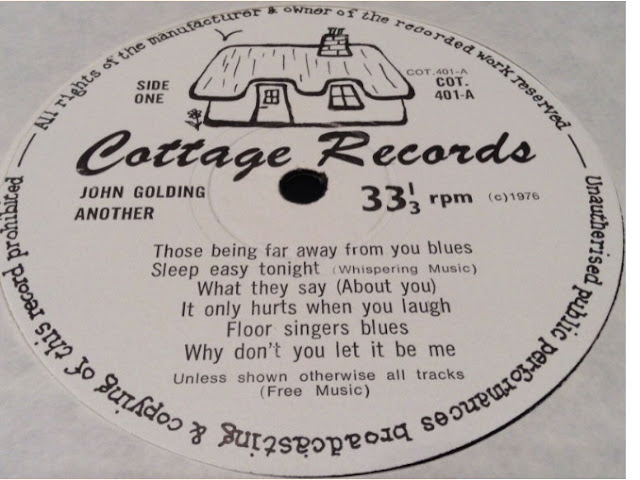 All rights of the manufacturer & owner of the recorded work reserved
Unautherised public performances broadcasting & copying of this record prohibited
SIDE
ONE
COT. 401-A
COT.
401-A
Cottage Records
JOHN GOLDING
ANOTHER
33 1/3 rpm (c)1976
Those being far away from you blues
Sleep easy tonight (Whispering Music)
What they say (About you)
It only hurts when you laugh
Floor singers blues
Why don't you let it be me
Unless shown otherwise all tracks
(Free Music)